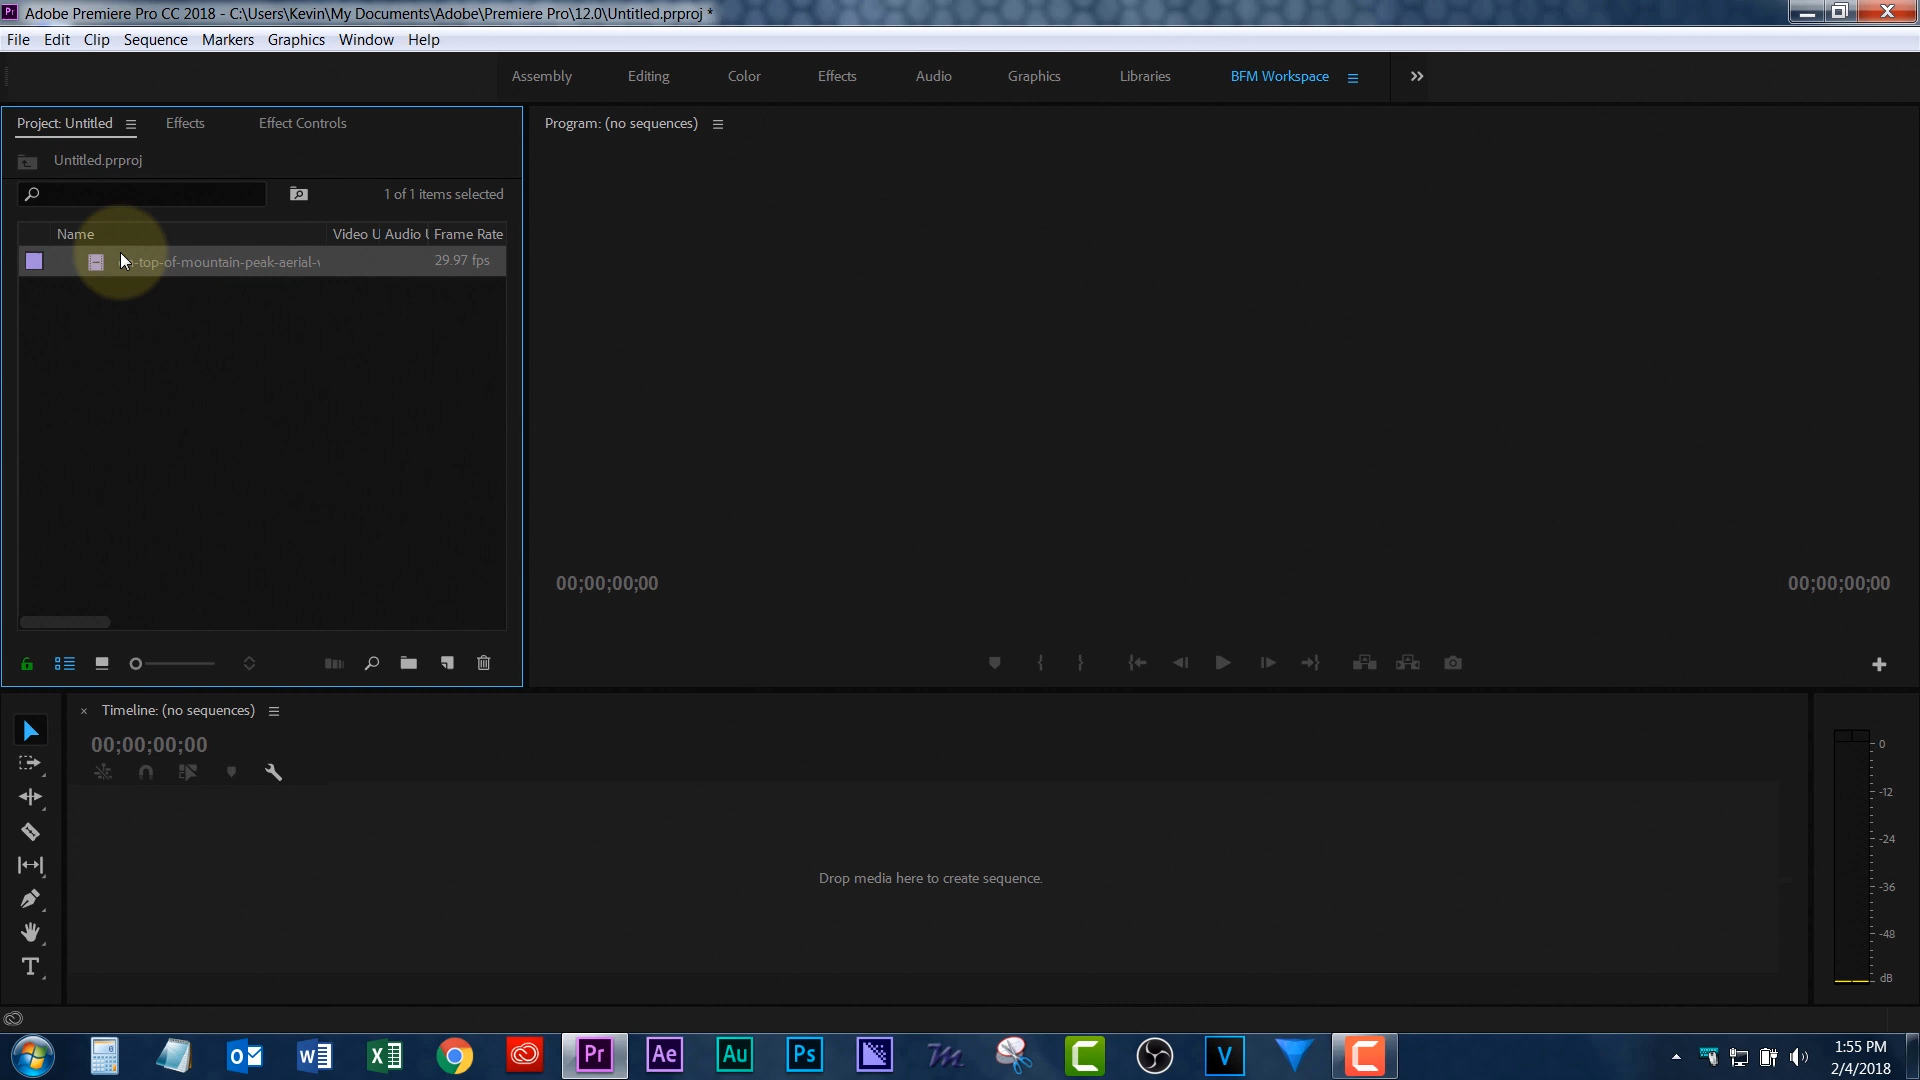 Adobe Premiere Pro CC 2018 - C:\Users\Kevin\My Documents\Adobe\Premiere Pro\12.0\Untitled.prproj *
File Edit Clip Sequence Markers Graphics Window Help
Assembly Editing Color Effects Audio Graphics Libraries BFM Workspace
Project: Untitled Effects Effect Controls
Program: (no sequences)
Untitled.prproj
1 of 1 items selected
Name Video U Audio Frame Rate
-top-of-mountain-peak-aerial- 29.97 fps
00;00;00;00
00;00;00;00
Timeline: (no sequences)
00;00;00;00
Drop media here to create sequence.
0
-12
-24
-36
-48
dB
T
Pr Ae Au Ps V
1:55 PM
2/4/2018